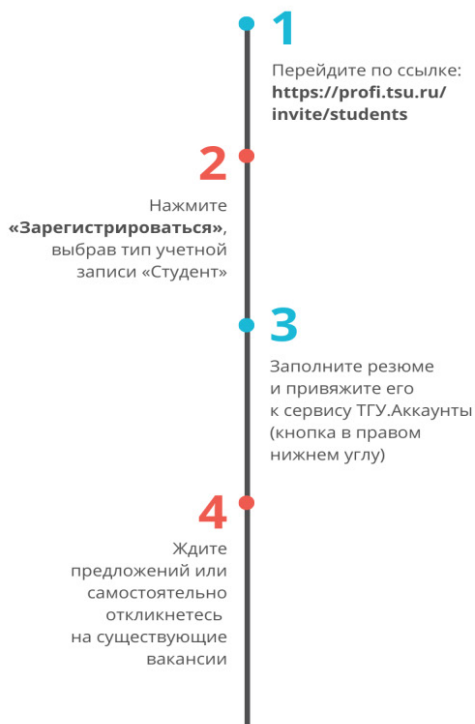 1
Перейдите по ссылке:
https://profi.tsu.ru/
invite/students
2
Нажмите
«Зарегистрироваться»,
выбрав тип учетной
записи «Студент»
3
Заполните резюме
и привяжите его
к сервису ТГУ.Аккаунты
(кнопка в правом
нижнем углу)
4
Ждите
предложений или
самостоятельно
откликнетесь
на существующие
вакансии